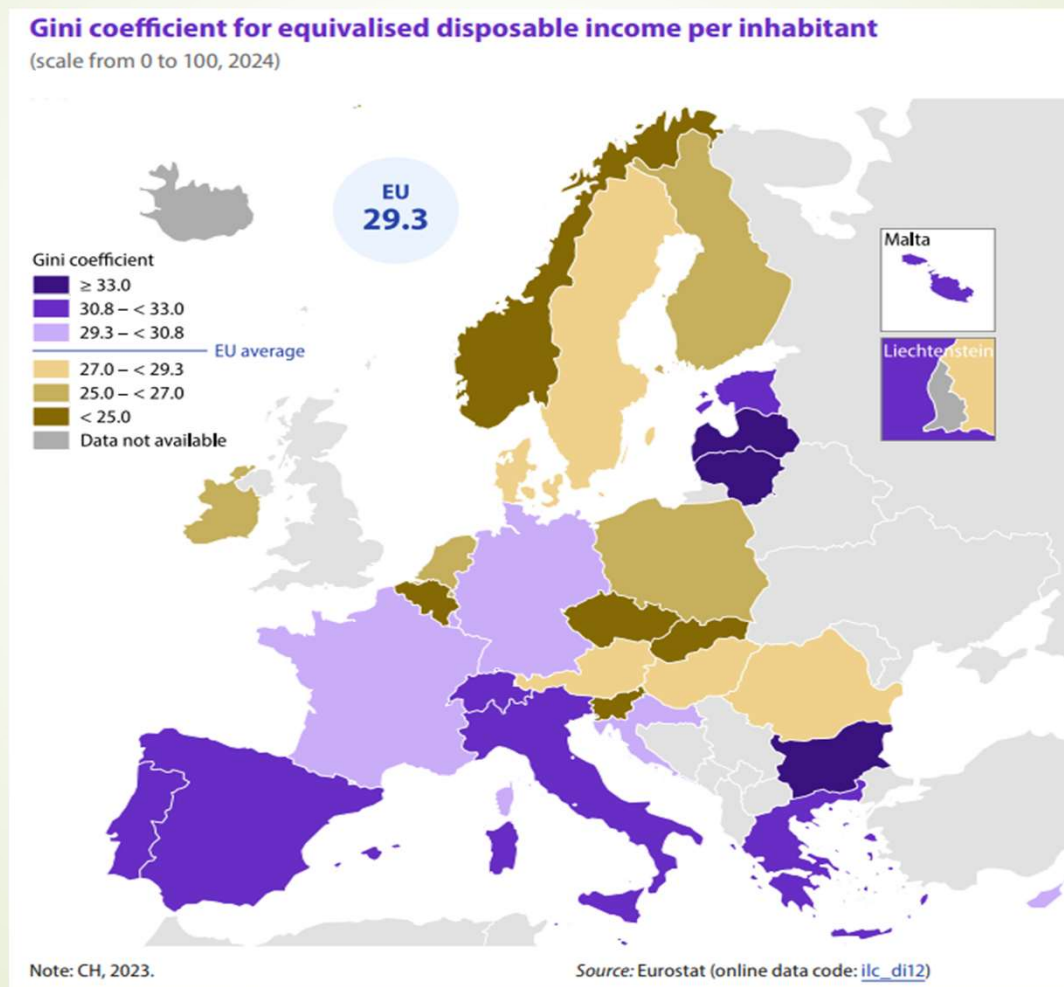 Gini coefficient for equivalised disposable income per inhabitant
(scale from 0 to 100, 2024)
EU
29.3
Malta
Liechtenstein
Gini coefficient
≥ 33.0
30.8 – < 33.0
29.3 – < 30.8
EU average
27.0 – < 29.3
25.0 – < 27.0
< 25.0
Data not available
Note: CH, 2023.
Source: Eurostat (online data code: ilc_di12)